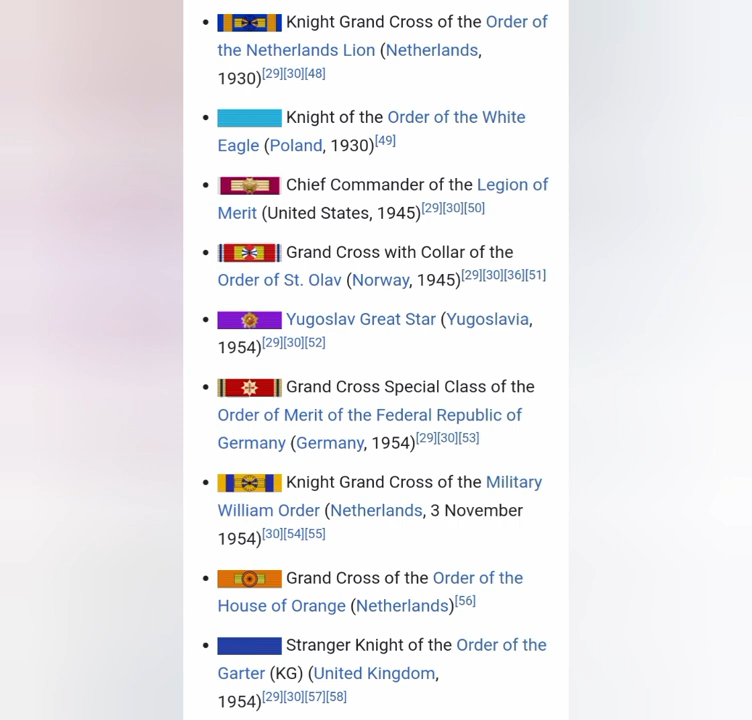 Knight Grand Cross of the Order of
the Netherlands Lion (Netherlands,
1930)[29][30][48]
Knight of the Order of the White
Eagle (Poland, 1930)[49]
Chief Commander of the Legion of
Merit (United States, 1945)[29][30][50]
Grand Cross with Collar of the
Order of St. Olav (Norway, 1945)[29][30][36][51]
Yugoslav Great Star (Yugoslavia,
1954)[29][30][52]
Grand Cross Special Class of the
Order of Merit of the Federal Republic of
Germany (Germany, 1954)[29][30][53]
Knight Grand Cross of the Military
William Order (Netherlands, 3 November
1954)[30][54][55]
Grand Cross of the Order of the
House of Orange (Netherlands)[56]
Stranger Knight of the Order of the
Garter (KG) (United Kingdom,
1954)[29][30][57][58]